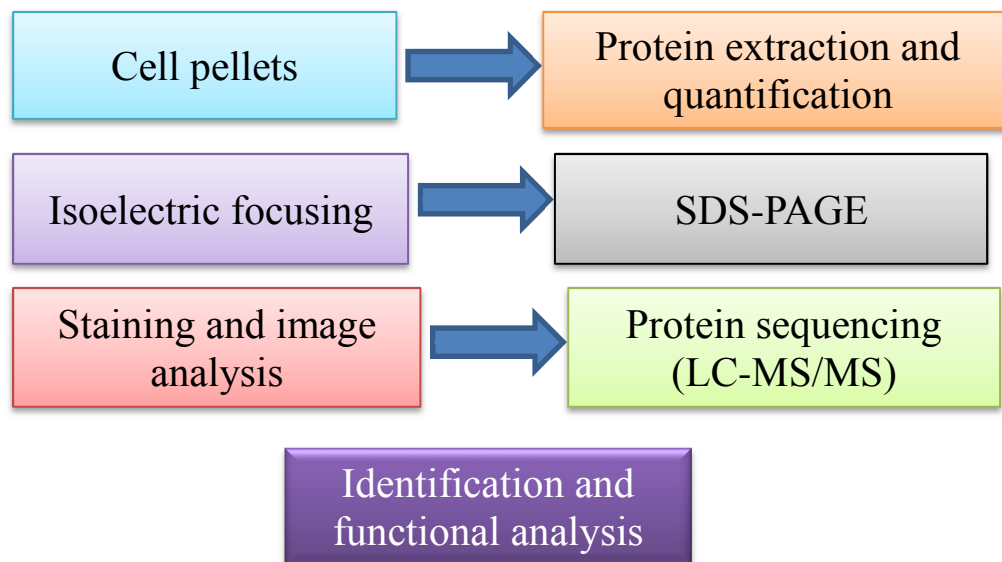 Cell pellets
Protein extraction and
quantification
Isoelectric focusing
SDS-PAGE
Staining and image
analysis
Protein sequencing
(LC-MS/MS)
Identification and
functional analysis